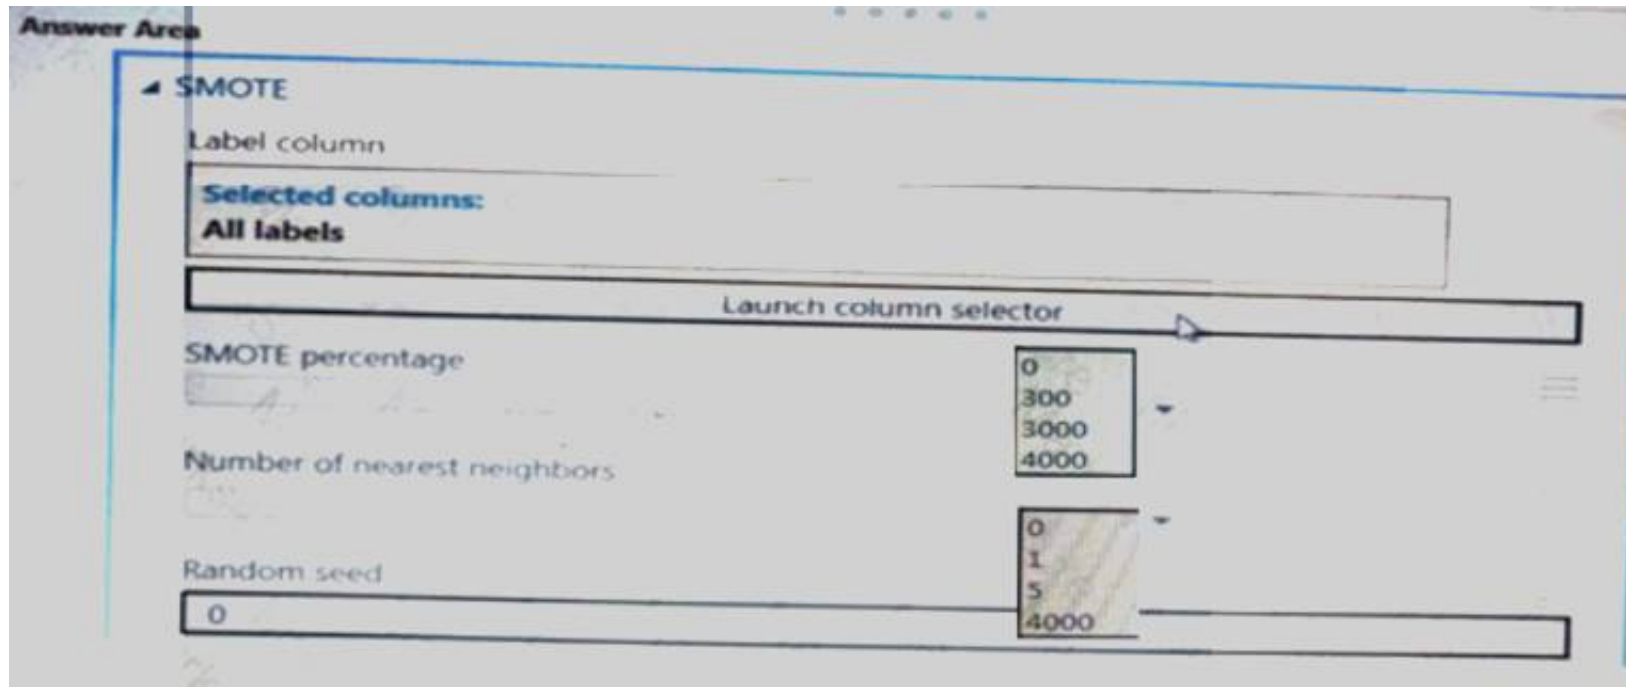 Answer Area
SMOTE
Label column
Selected columns:
All labels
Launch column selector
SMOTE percentage
0
300
3000
4000
Number of nearest neighbors
0
1
5
4000
Random seed
0